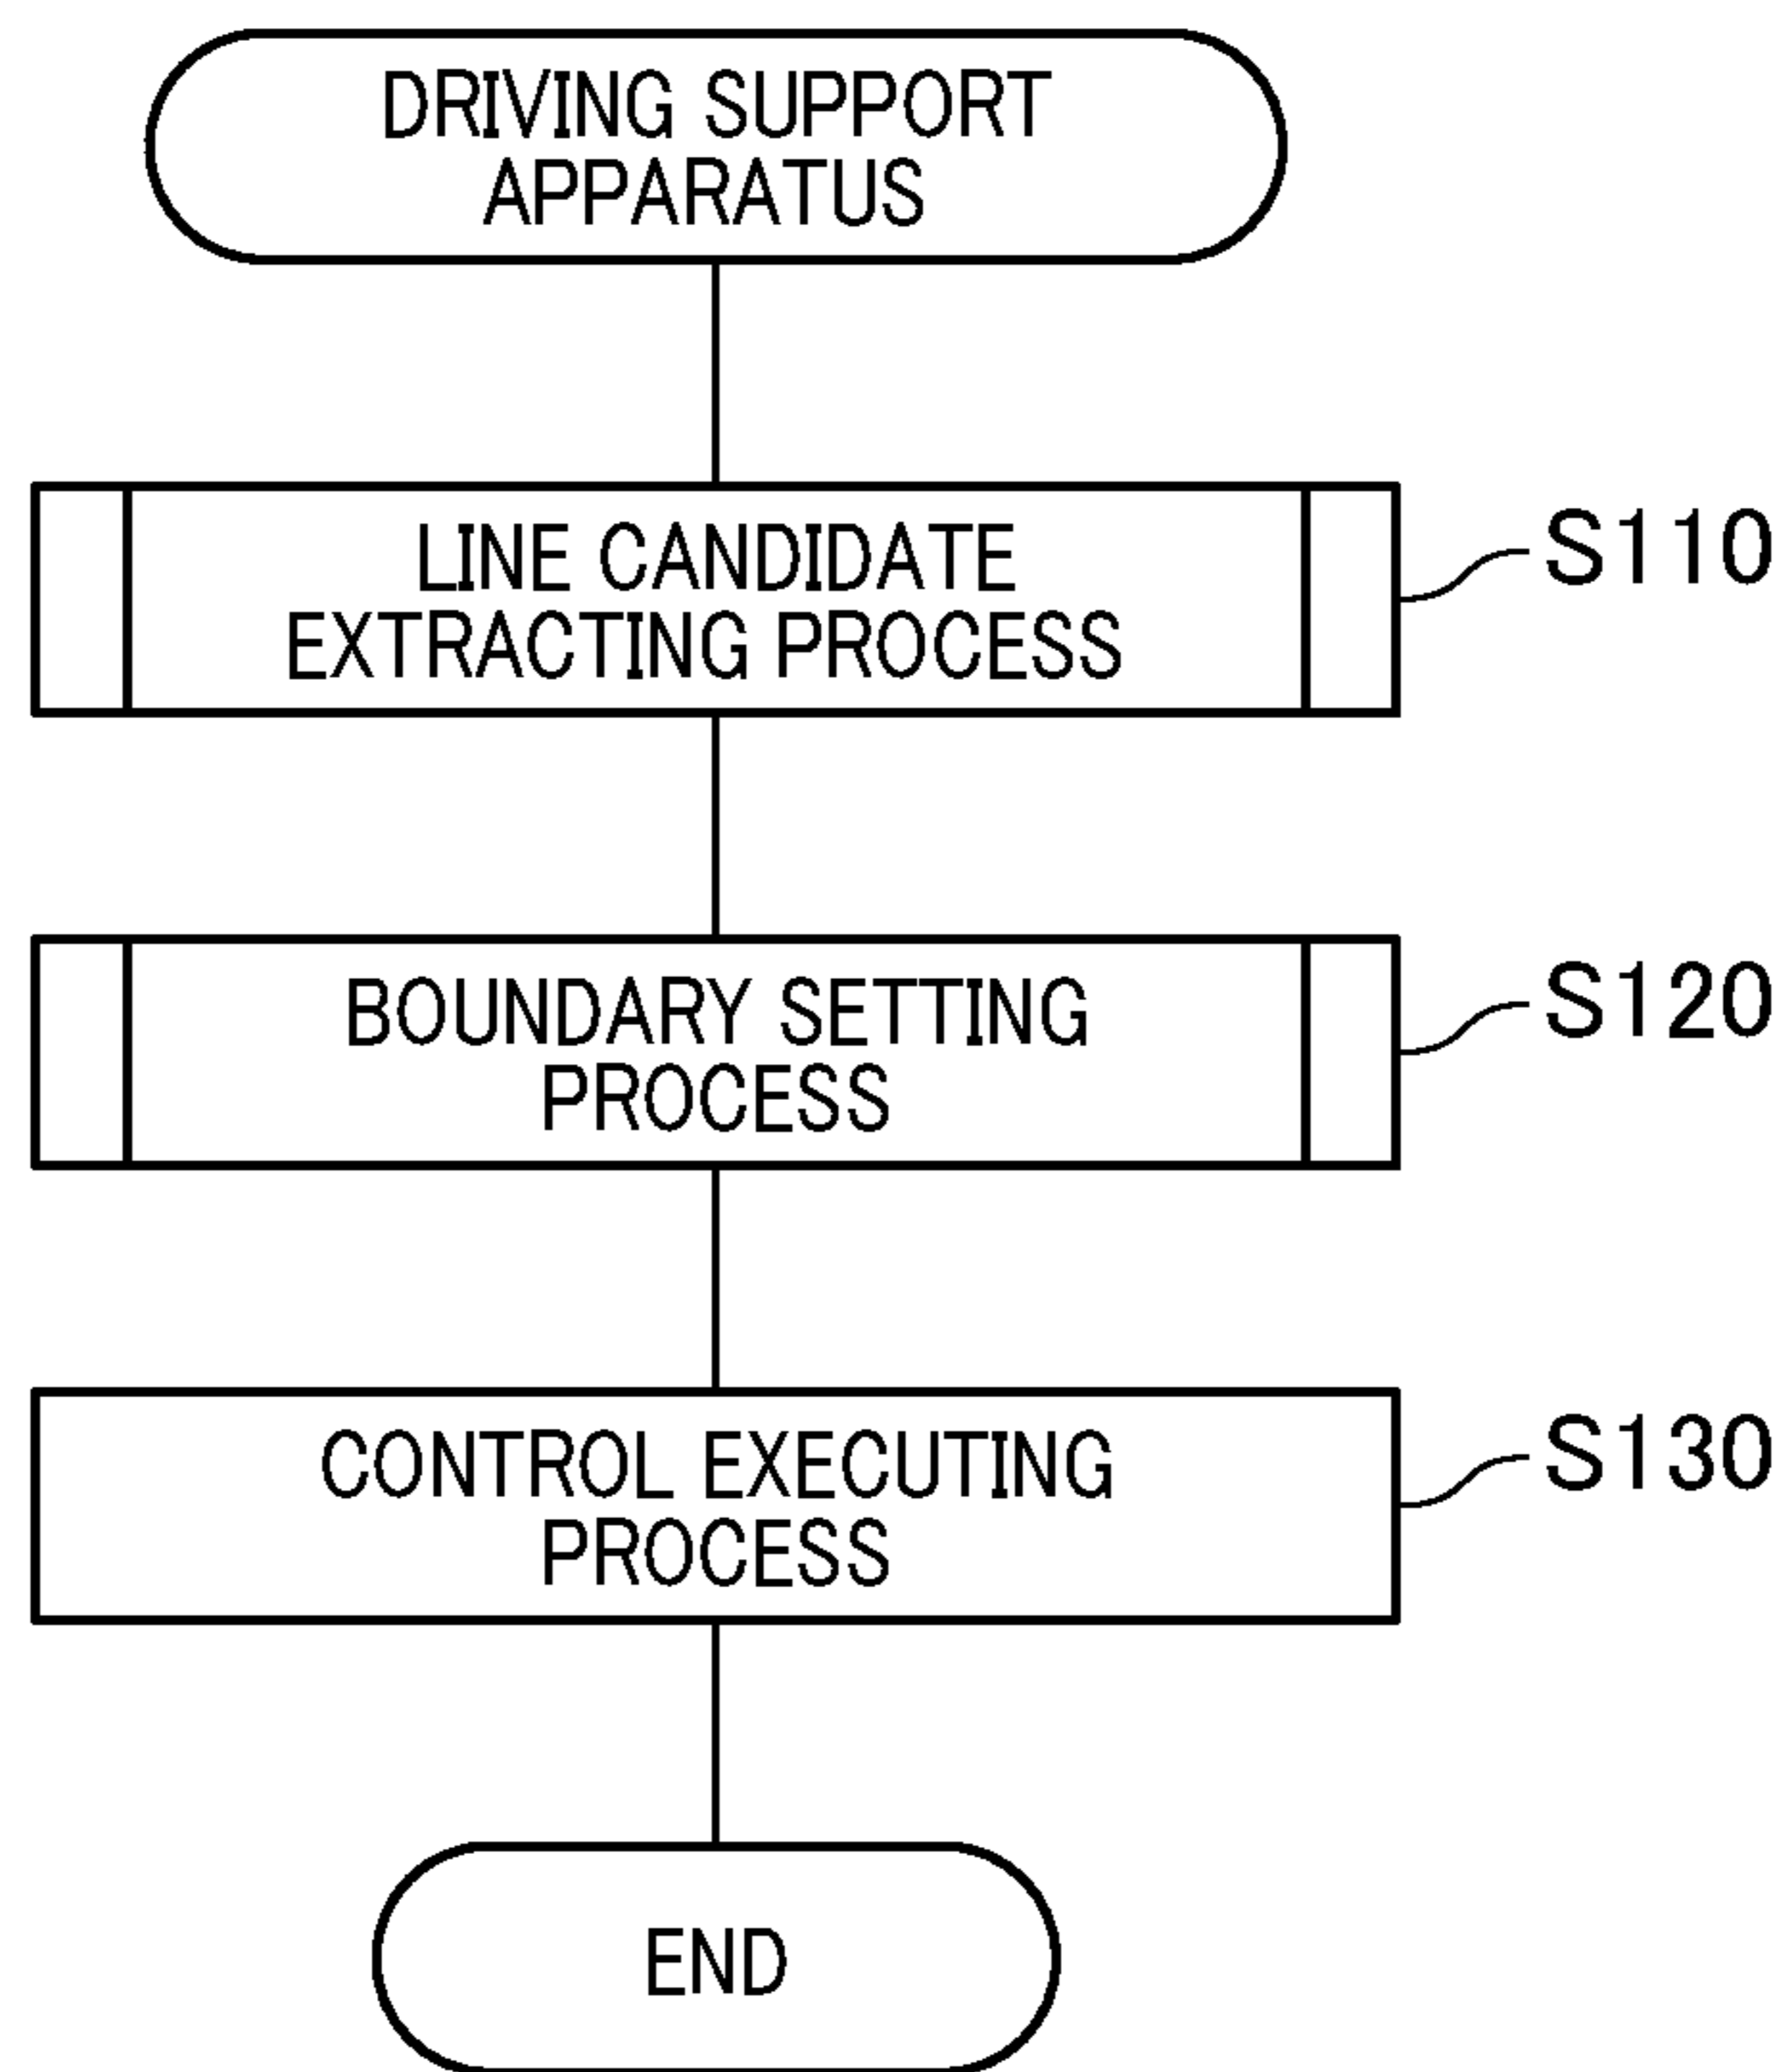 DRIVING SUPPORT
APPARATUS
LINE CANDIDATE
EXTRACTING PROCESS
S110
BOUNDARY SETTING
PROCESS
S120
CONTROL EXECUTING
PROCESS
S130
END